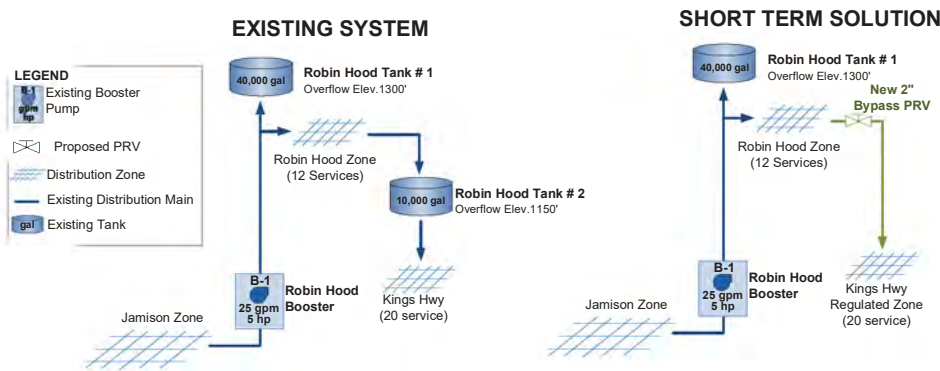 EXISTING SYSTEM
LEGEND
B-1
gpm
hp
Existing Booster
Pump
Proposed PRV
Distribution Zone
Existing Distribution Main
gal
Existing Tank
40,000 gal
Robin Hood Tank # 1
Overflow Elev.1300'
Robin Hood Zone
(12 Services)
10,000 gal
Robin Hood Tank # 2
Overflow Elev.1150'
B-1
25 gpm
5 hp
Robin Hood
Booster
Jamison Zone
Kings Hwy
(20 service)
SHORT TERM SOLUTION
40,000 gal
Robin Hood Tank # 1
Overflow Elev.1300'
New 2"
Bypass PRV
Robin Hood Zone
(12 Services)
B-1
25 gpm
5 hp
Robin Hood
Booster
Jamison Zone
Kings Hwy
Regulated Zone
(20 service)